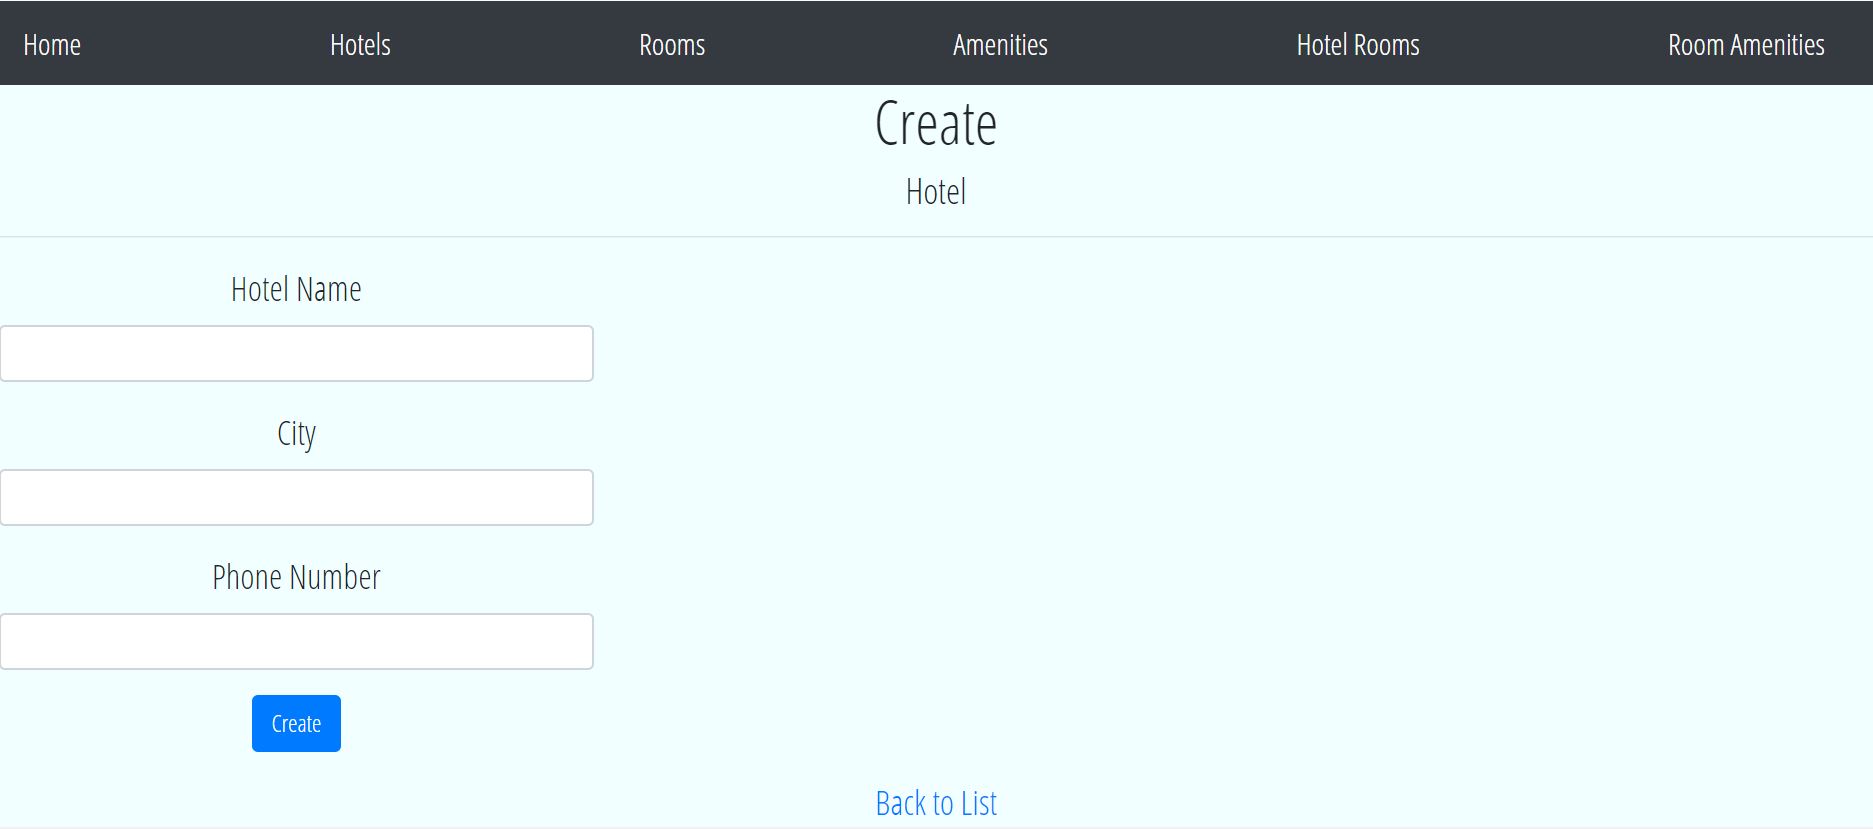 Home Hotels Rooms Amenities Hotel Rooms Room Amenities
Create
Hotel
Hotel Name
City
Phone Number
Create
Back to List